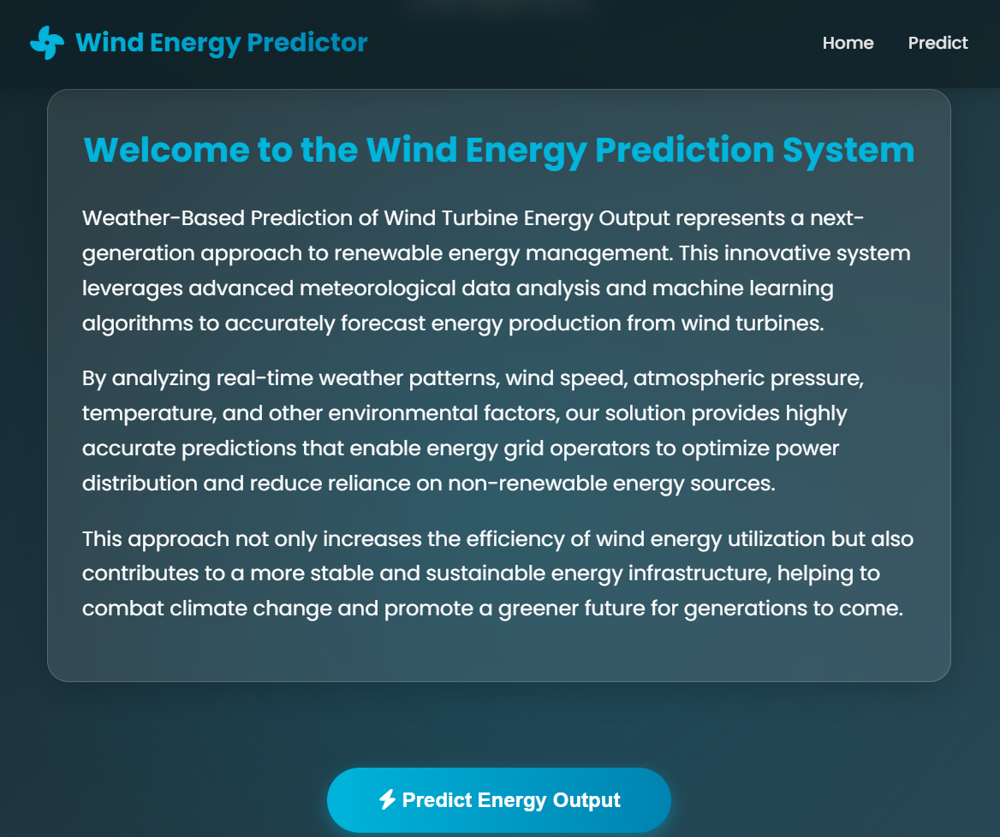 Wind Energy Predictor
Home
Predict
Welcome to the Wind Energy Prediction System
Weather-Based Prediction of Wind Turbine Energy Output represents a next-
generation approach to renewable energy management. This innovative system
leverages advanced meteorological data analysis and machine learning
algorithms to accurately forecast energy production from wind turbines.
By analyzing real-time weather patterns, wind speed, atmospheric pressure,
temperature, and other environmental factors, our solution provides highly
accurate predictions that enable energy grid operators to optimize power
distribution and reduce reliance on non-renewable energy sources.
This approach not only increases the efficiency of wind energy utilization but also
contributes to a more stable and sustainable energy infrastructure, helping to
combat climate change and promote a greener future for generations to come.
Predict Energy Output